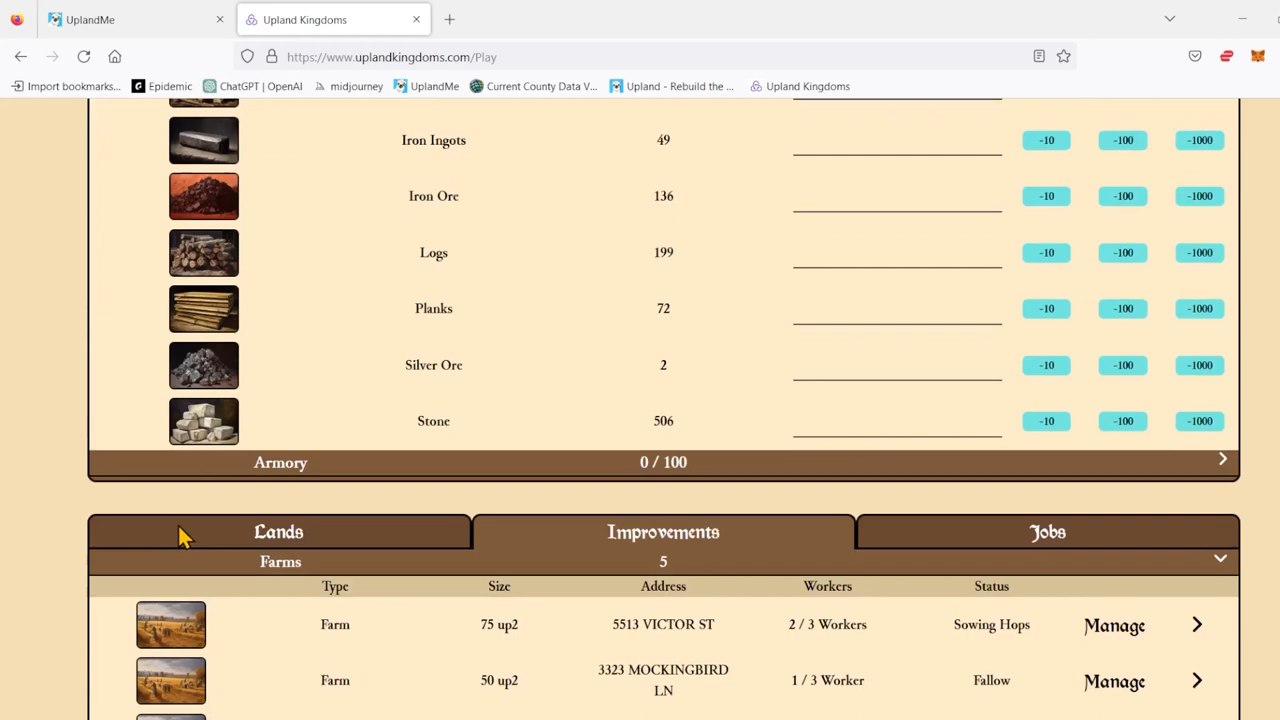 UplandMe
Upland Kingdoms
https://www.uplandkingdoms.com/Play
Import bookmarks... Epidemic ChatGPT | OpenAI midjourney UplandMe Current County Data V... Upland - Rebuild the ... Upland Kingdoms
Iron Ingots 49 -10 -100 -1000
Iron Ore 136 -10 -100 -1000
Logs 199 -10 -100 -1000
Planks 72 -10 -100 -1000
Silver Ore 2 -10 -100 -1000
Stone 506 -10 -100 -1000
Armory 0 / 100
Lands Improvements Jobs
Farms 5
Type Size Address Workers Status
Farm 75 up2 5513 VICTOR ST 2 / 3 Workers Sowing Hops Manage
Farm 50 up2 3323 MOCKINGBIRD LN 1 / 3 Worker Fallow Manage